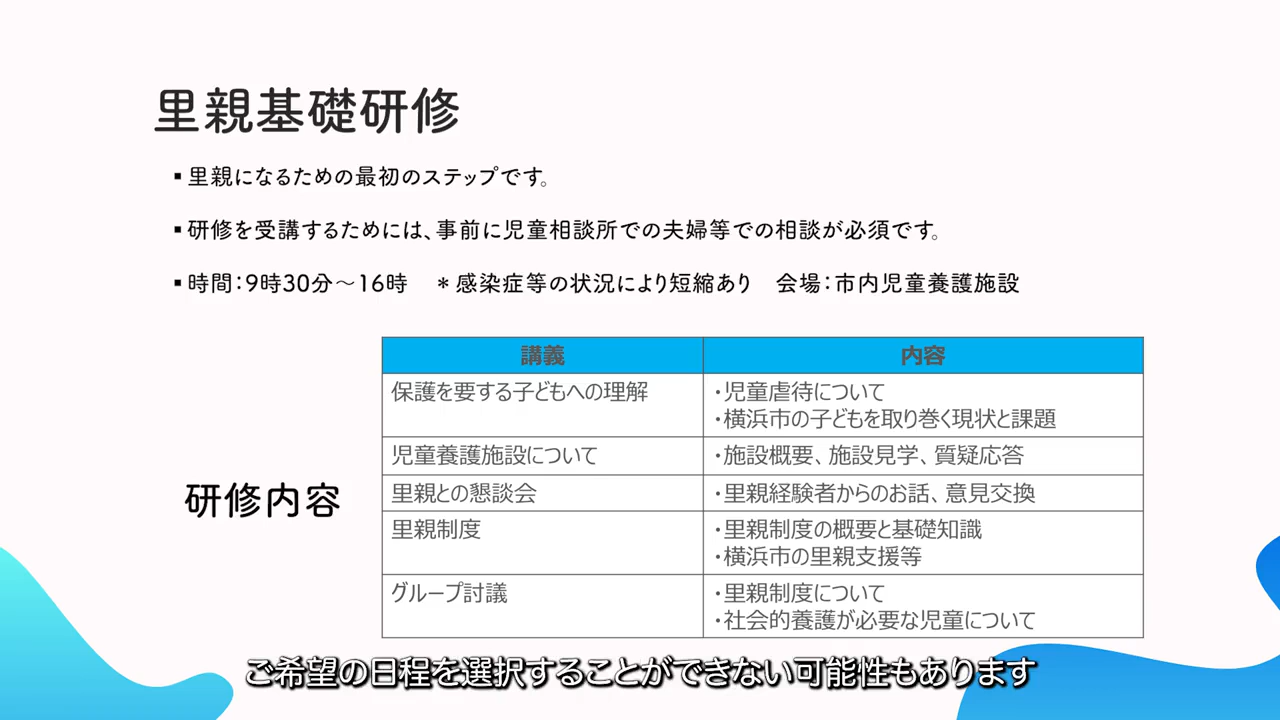 里親基礎研修
▪里親になるための最初のステップです。
▪研修を受講するためには、事前に児童相談所での夫婦等での相談が必須です。
▪時間：9時30分～16時　＊感染症等の状況により短縮あり　会場：市内児童養護施設
研修内容
講義　内容
保護を要する子どもへの理解　・児童虐待について
・横浜市の子どもを取り巻く現状と課題
児童養護施設について　・施設概要、施設見学、質疑応答
里親との懇談会　・里親経験者からのお話、意見交換
里親制度　・里親制度の概要と基礎知識
・横浜市の里親支援等
グループ討議　・里親制度について
・社会的養護が必要な児童について
ご希望の日程を選択することができない可能性もあります